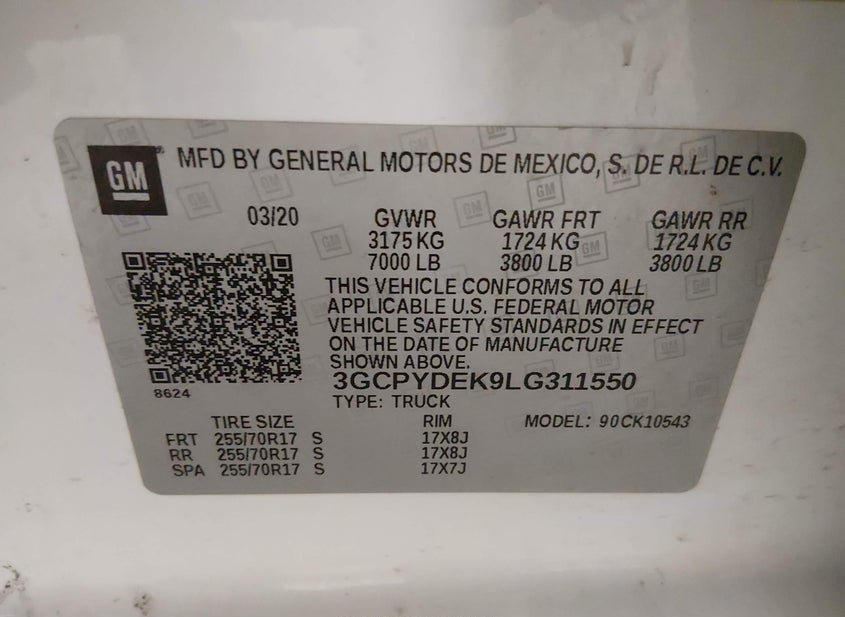 GM MFD BY GENERAL MOTORS DE MEXICO, S. DE R.L. DE C.V.
03/20 GVWR GAWR FRT GAWR RR
3175 KG 1724 KG 1724 KG
7000 LB 3800 LB 3800 LB
THIS VEHICLE CONFORMS TO ALL
APPLICABLE U.S. FEDERAL MOTOR
VEHICLE SAFETY STANDARDS IN EFFECT
ON THE DATE OF MANUFACTURE
SHOWN ABOVE.
3GCPYDEK9LG311550
8624
TYPE: TRUCK
TIRE SIZE RIM MODEL: 90CK10543
FRT 255/70R17 S 17X8J
RR 255/70R17 S 17X8J
SPA 255/70R17 S 17X7J